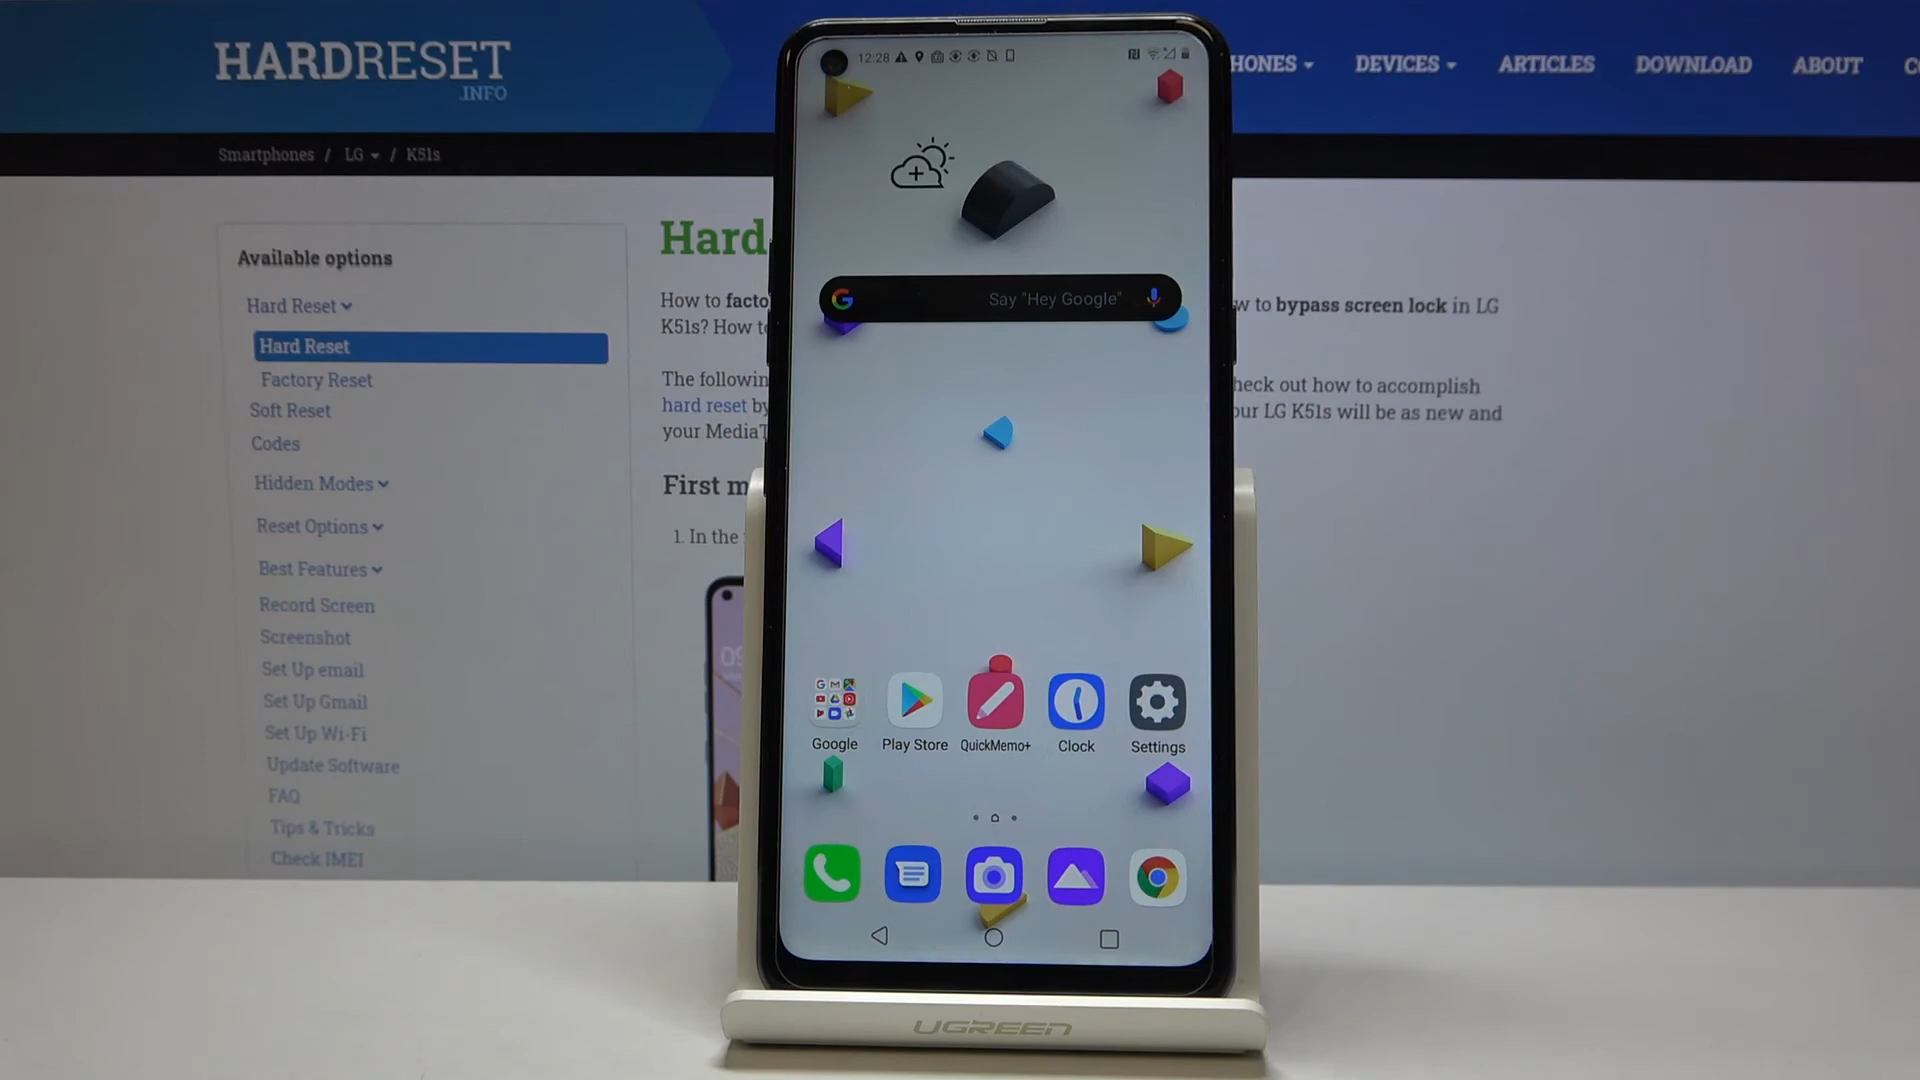 HARDRESET
.INFO
HONES
DEVICES
ARTICLES
DOWNLOAD
ABOUT
Smartphones / LG / K51s
Available options
Hard Reset
Hard Reset
Factory Reset
Soft Reset
Codes
Hidden Modes
Reset Options
Best Features
Record Screen
Screenshot
Set Up email
Set Up Gmail
Set Up Wi-Fi
Update Software
FAQ
Tips & Tricks
Check IMEI
Hard
How to facto
K51s? How t
The followin
hard reset by
your MediaT
First m
1. In the
w to bypass screen lock in LG
heck out how to accomplish
our LG K51s will be as new and
12:28
Say "Hey Google"
Google
Play Store
QuickMemo+
Clock
Settings
UGREEN